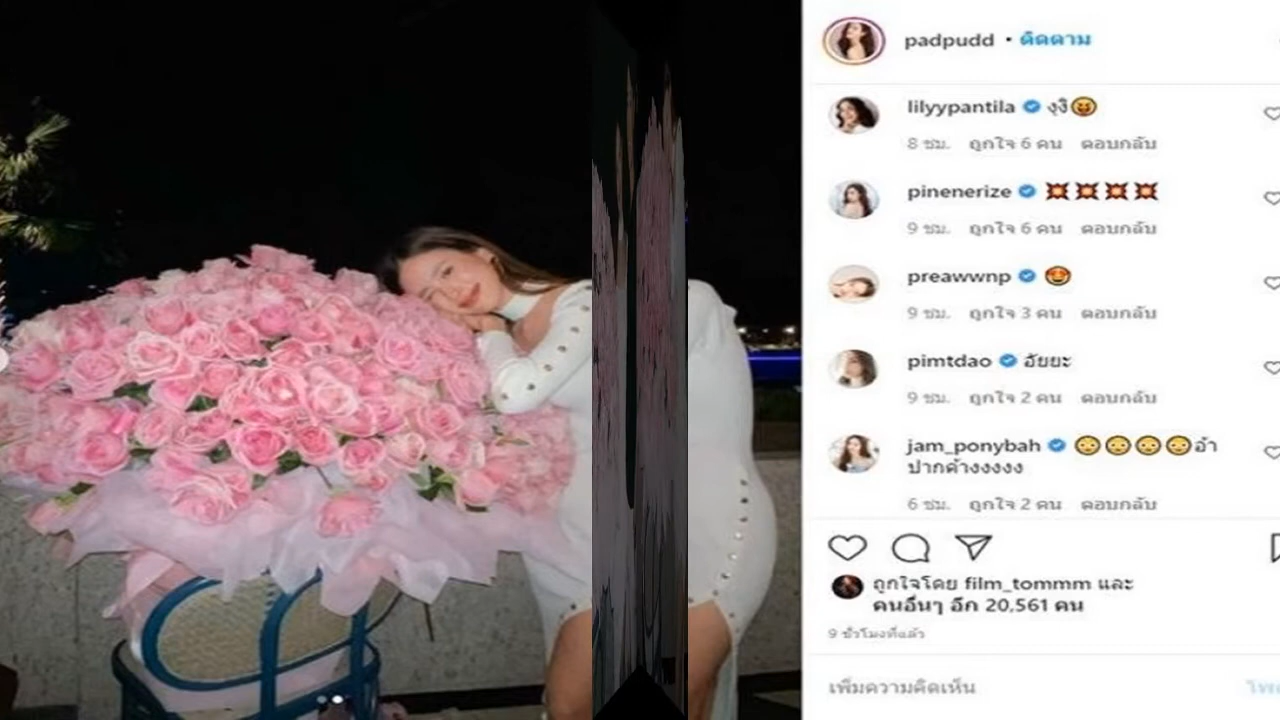 padpudd • ติดตาม
lilyypantila งุงิ😝
8 ชม. ถูกใจ 6 คน ตอบกลับ
pinenerize 💥💥💥💥
9 ชม. ถูกใจ 6 คน ตอบกลับ
preawwnp 🤩
9 ชม. ถูกใจ 3 คน ตอบกลับ
pimtdao ฮัยยะ
9 ชม. ถูกใจ 2 คน ตอบกลับ
jam_ponybah 😳😳😳😳อ้า
ปากค้างงงงง
6 ชม. ถูกใจ 2 คน ตอบกลับ
ถูกใจโดย film_tommm และ
คนอื่นๆ อีก 20,561 คน
9 ชั่วโมงที่แล้ว
เพิ่มความคิดเห็น